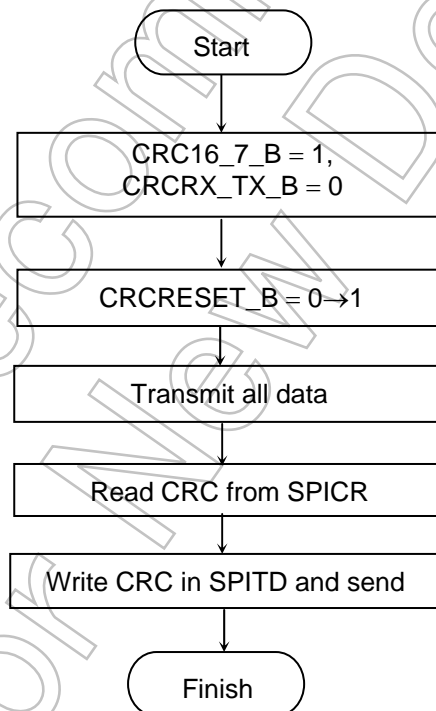 Start
CRC16_7_B = 1,
CRCRX_TX_B = 0
CRCRESET_B = 0→1
Transmit all data
Read CRC from SPICR
Write CRC in SPITD and send
Finish